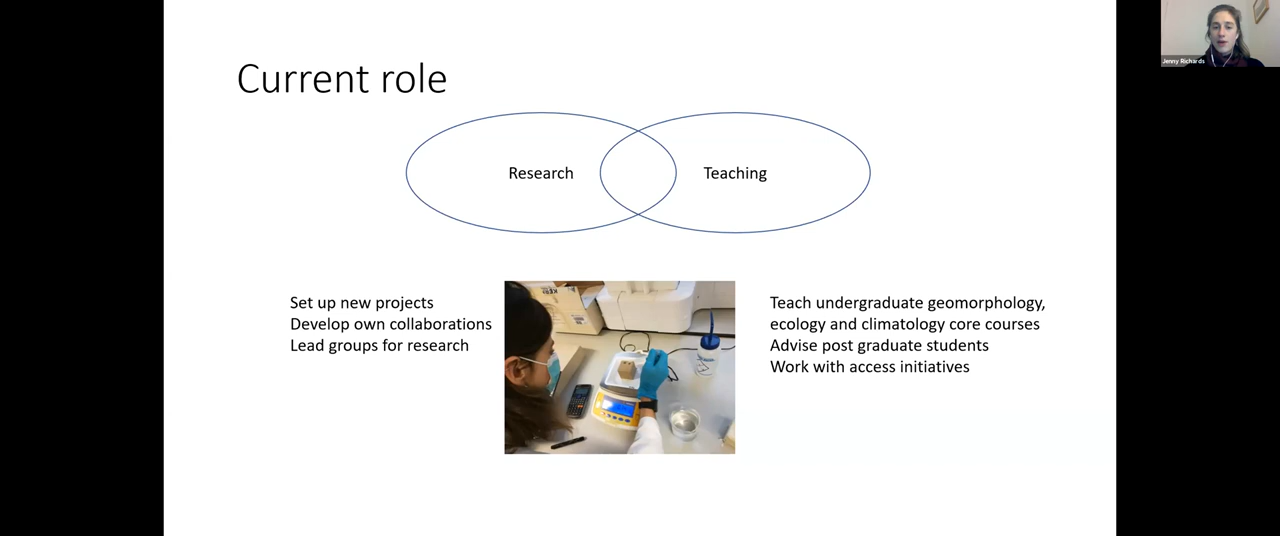 Jenny Richards
Current role
Research
Teaching
Set up new projects
Develop own collaborations
Lead groups for research
Teach undergraduate geomorphology,
ecology and climatology core courses
Advise post graduate students
Work with access initiatives
KERN